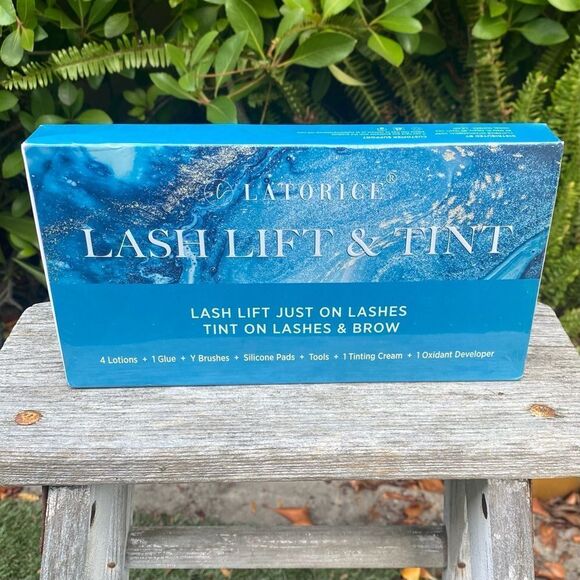 LATORICE®
LASH LIFT & TINT
LASH LIFT JUST ON LASHES
TINT ON LASHES & BROW
4 Lotions + 1 Glue + Y Brushes + Silicone Pads + Tools + 1 Tinting Cream + 1 Oxidant Developer